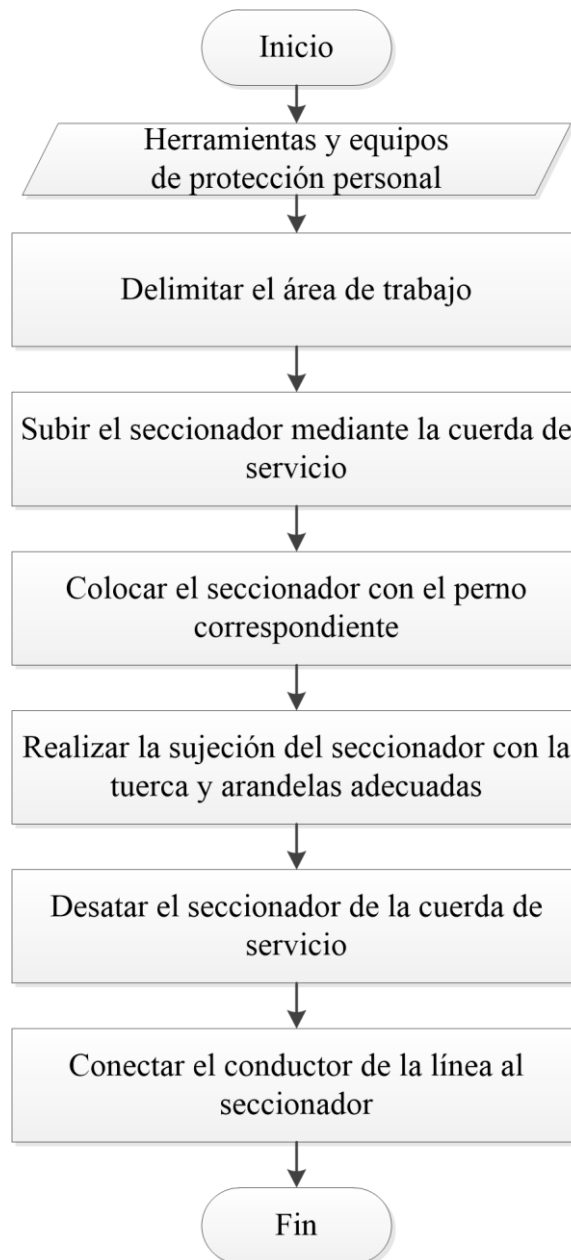 Inicio
Herramientas y equipos
de protección personal
Delimitar el área de trabajo
Subir el seccionador mediante la cuerda de
servicio
Colocar el seccionador con el perno
correspondiente
Realizar la sujeción del seccionador con la
tuerca y arandelas adecuadas
Desatar el seccionador de la cuerda de
servicio
Conectar el conductor de la línea al
seccionador
Fin